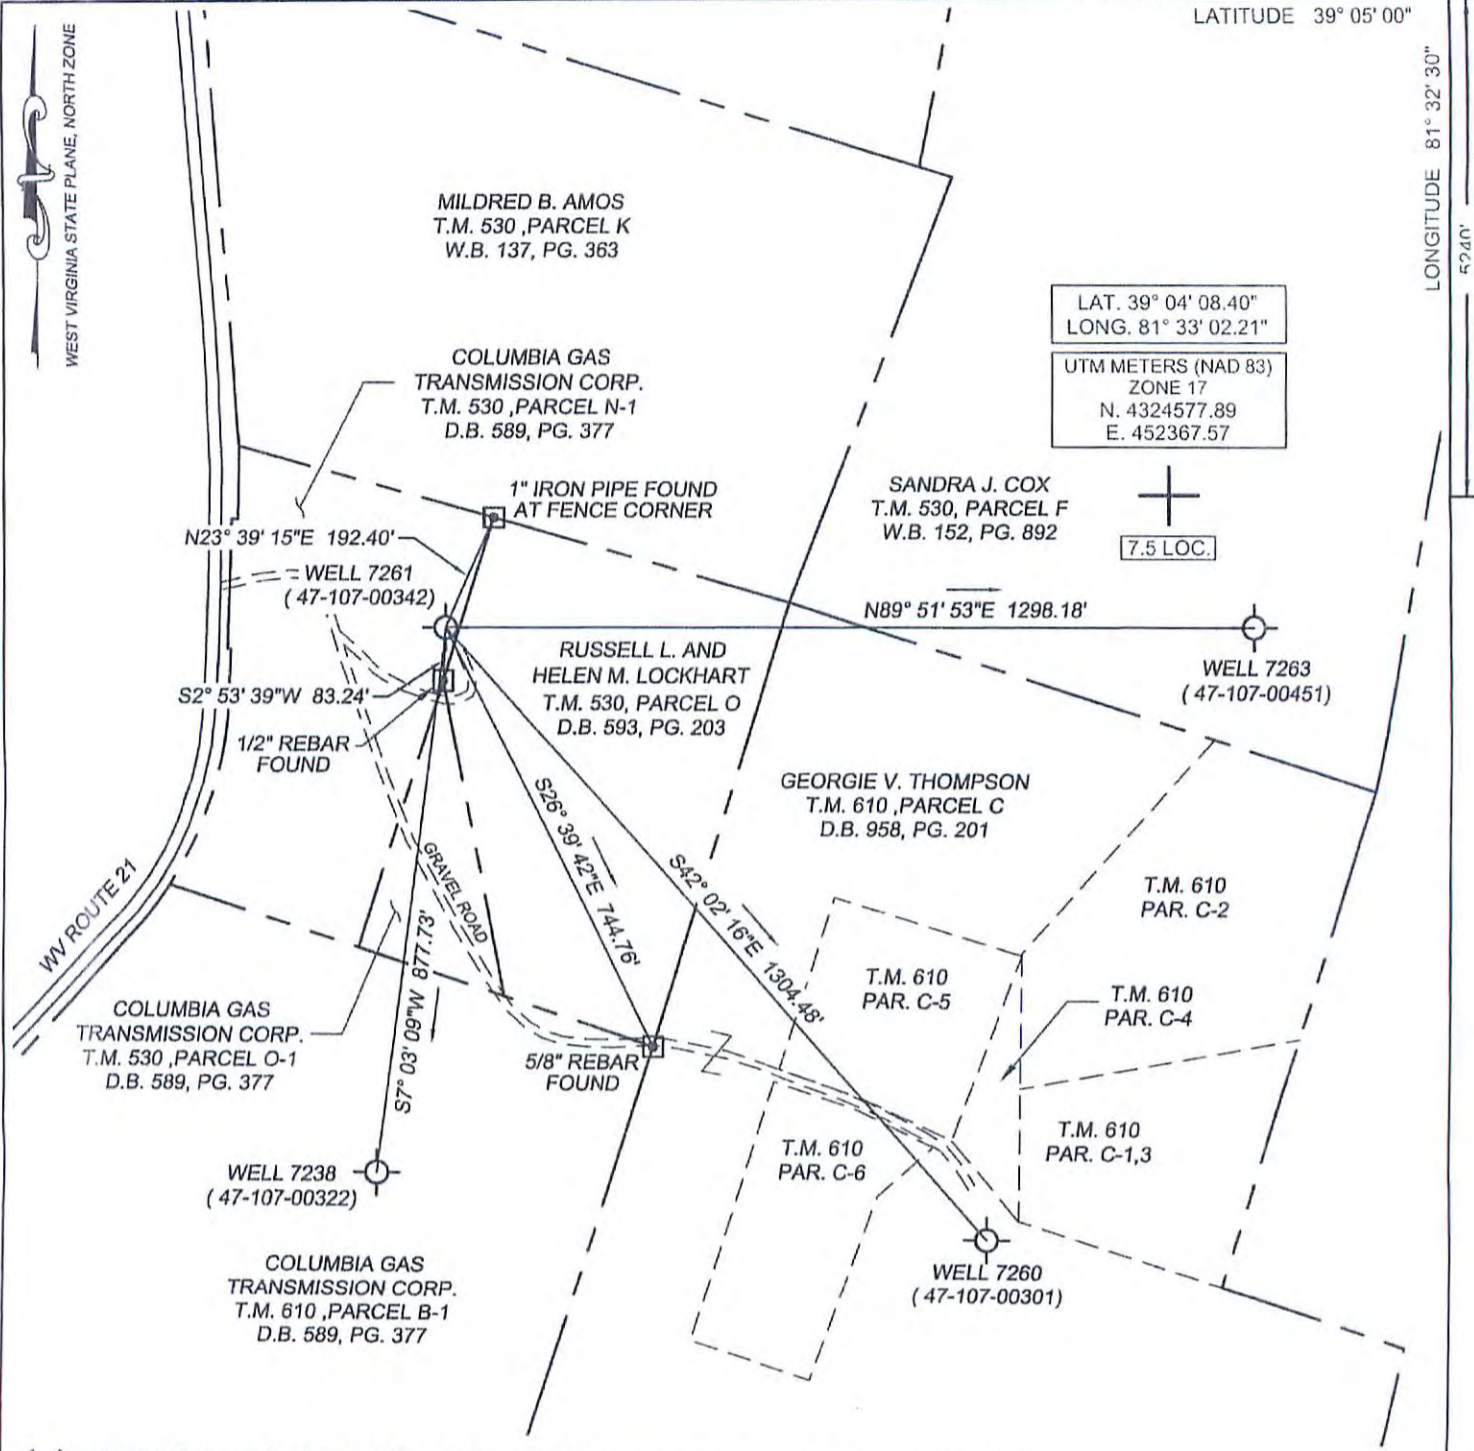 LATITUDE 39° 05' 00"
LONGITUDE 81° 32' 30"
5240'
WEST VIRGINIA STATE PLANE, NORTH ZONE
MILDRED B. AMOS
T.M. 530 ,PARCEL K
W.B. 137, PG. 363
LAT. 39° 04' 08.40"
LONG. 81° 33' 02.21"
UTM METERS (NAD 83)
ZONE 17
N. 4324577.89
E. 452367.57
COLUMBIA GAS
TRANSMISSION CORP.
T.M. 530 ,PARCEL N-1
D.B. 589, PG. 377
1" IRON PIPE FOUND
AT FENCE CORNER
SANDRA J. COX
T.M. 530, PARCEL F
W.B. 152, PG. 892
7.5 LOC.
N23° 39' 15"E 192.40'
WELL 7261
( 47-107-00342)
N89° 51' 53"E 1298.18'
RUSSELL L. AND
HELEN M. LOCKHART
T.M. 530, PARCEL O
D.B. 593, PG. 203
WELL 7263
( 47-107-00451)
S2° 53' 39"W 83.24'
1/2" REBAR
FOUND
GEORGIE V. THOMPSON
T.M. 610 ,PARCEL C
D.B. 958, PG. 201
S26° 39' 42"E 744.76'
S42° 02' 16"E 1304.48'
GRAVEL ROAD
WV ROUTE 21
S7° 03' 09"W 877.73'
T.M. 610
PAR. C-2
T.M. 610
PAR. C-5
T.M. 610
PAR. C-4
COLUMBIA GAS
TRANSMISSION CORP.
T.M. 530 ,PARCEL O-1
D.B. 589, PG. 377
5/8" REBAR
FOUND
T.M. 610
PAR. C-1,3
T.M. 610
PAR. C-6
WELL 7238
( 47-107-00322)
WELL 7260
( 47-107-00301)
COLUMBIA GAS
TRANSMISSION CORP.
T.M. 610 ,PARCEL B-1
D.B. 589, PG. 377